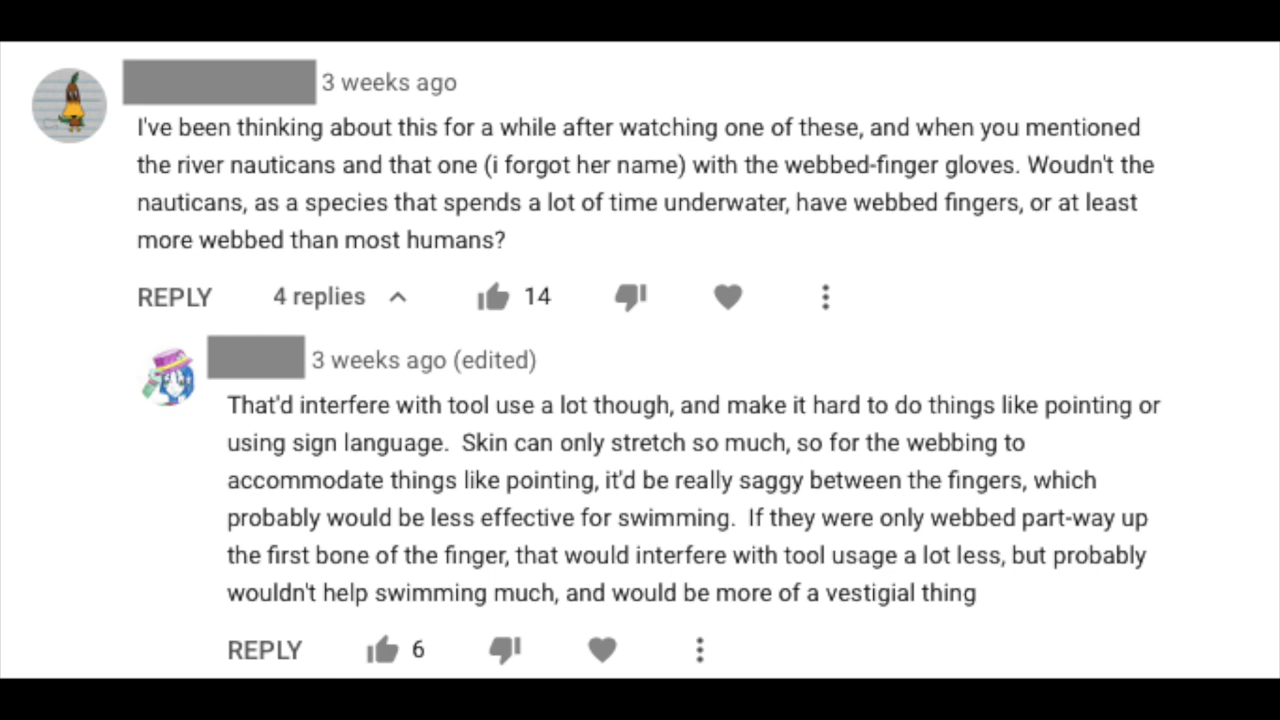 3 weeks ago
I've been thinking about this for a while after watching one of these, and when you mentioned
the river nauticans and that one (i forgot her name) with the webbed-finger gloves. Woudn't the
nauticans, as a species that spends a lot of time underwater, have webbed fingers, or at least
more webbed than most humans?
REPLY 4 replies 14
3 weeks ago (edited)
That'd interfere with tool use a lot though, and make it hard to do things like pointing or
using sign language.  Skin can only stretch so much, so for the webbing to
accommodate things like pointing, it'd be really saggy between the fingers, which
probably would be less effective for swimming.  If they were only webbed part-way up
the first bone of the finger, that would interfere with tool usage a lot less, but probably
wouldn't help swimming much, and would be more of a vestigial thing
REPLY 6